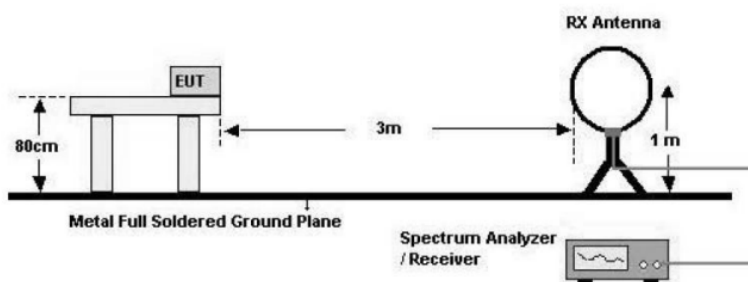 RX Antenna
EUT
80cm
3m
1 m
Metal Full Soldered Ground Plane
Spectrum Analyzer
/ Receiver